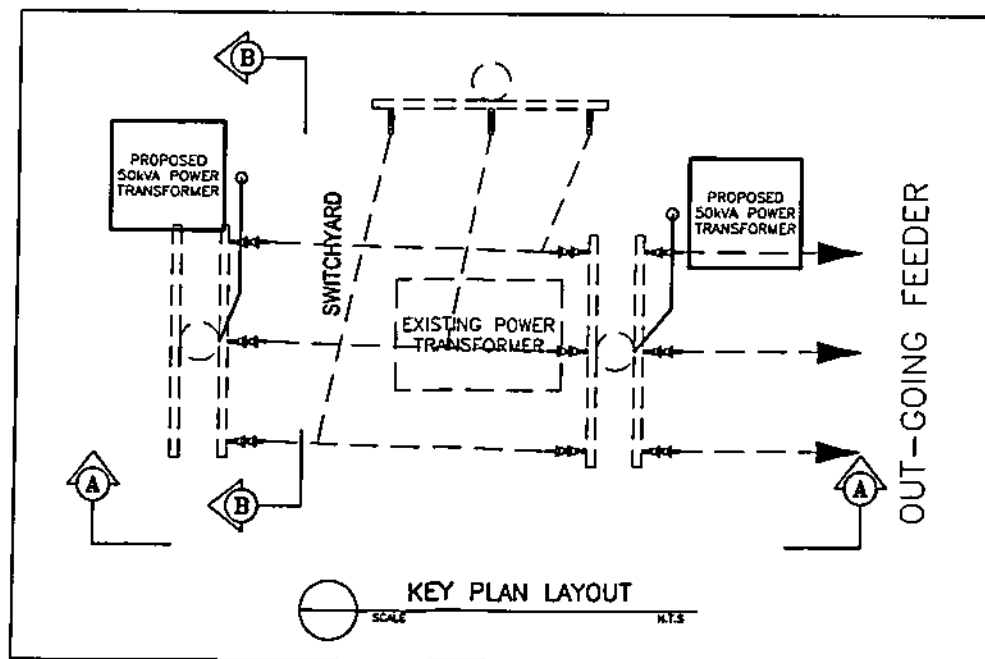 B
PROPOSED
50kVA POWER
TRANSFORMER
PROPOSED
50kVA POWER
TRANSFORMER
SWITCHYARD
EXISTING POWER
TRANSFORMER
OUT-GOING FEEDER
A
B
A
KEY PLAN LAYOUT
SCALE
N.T.S